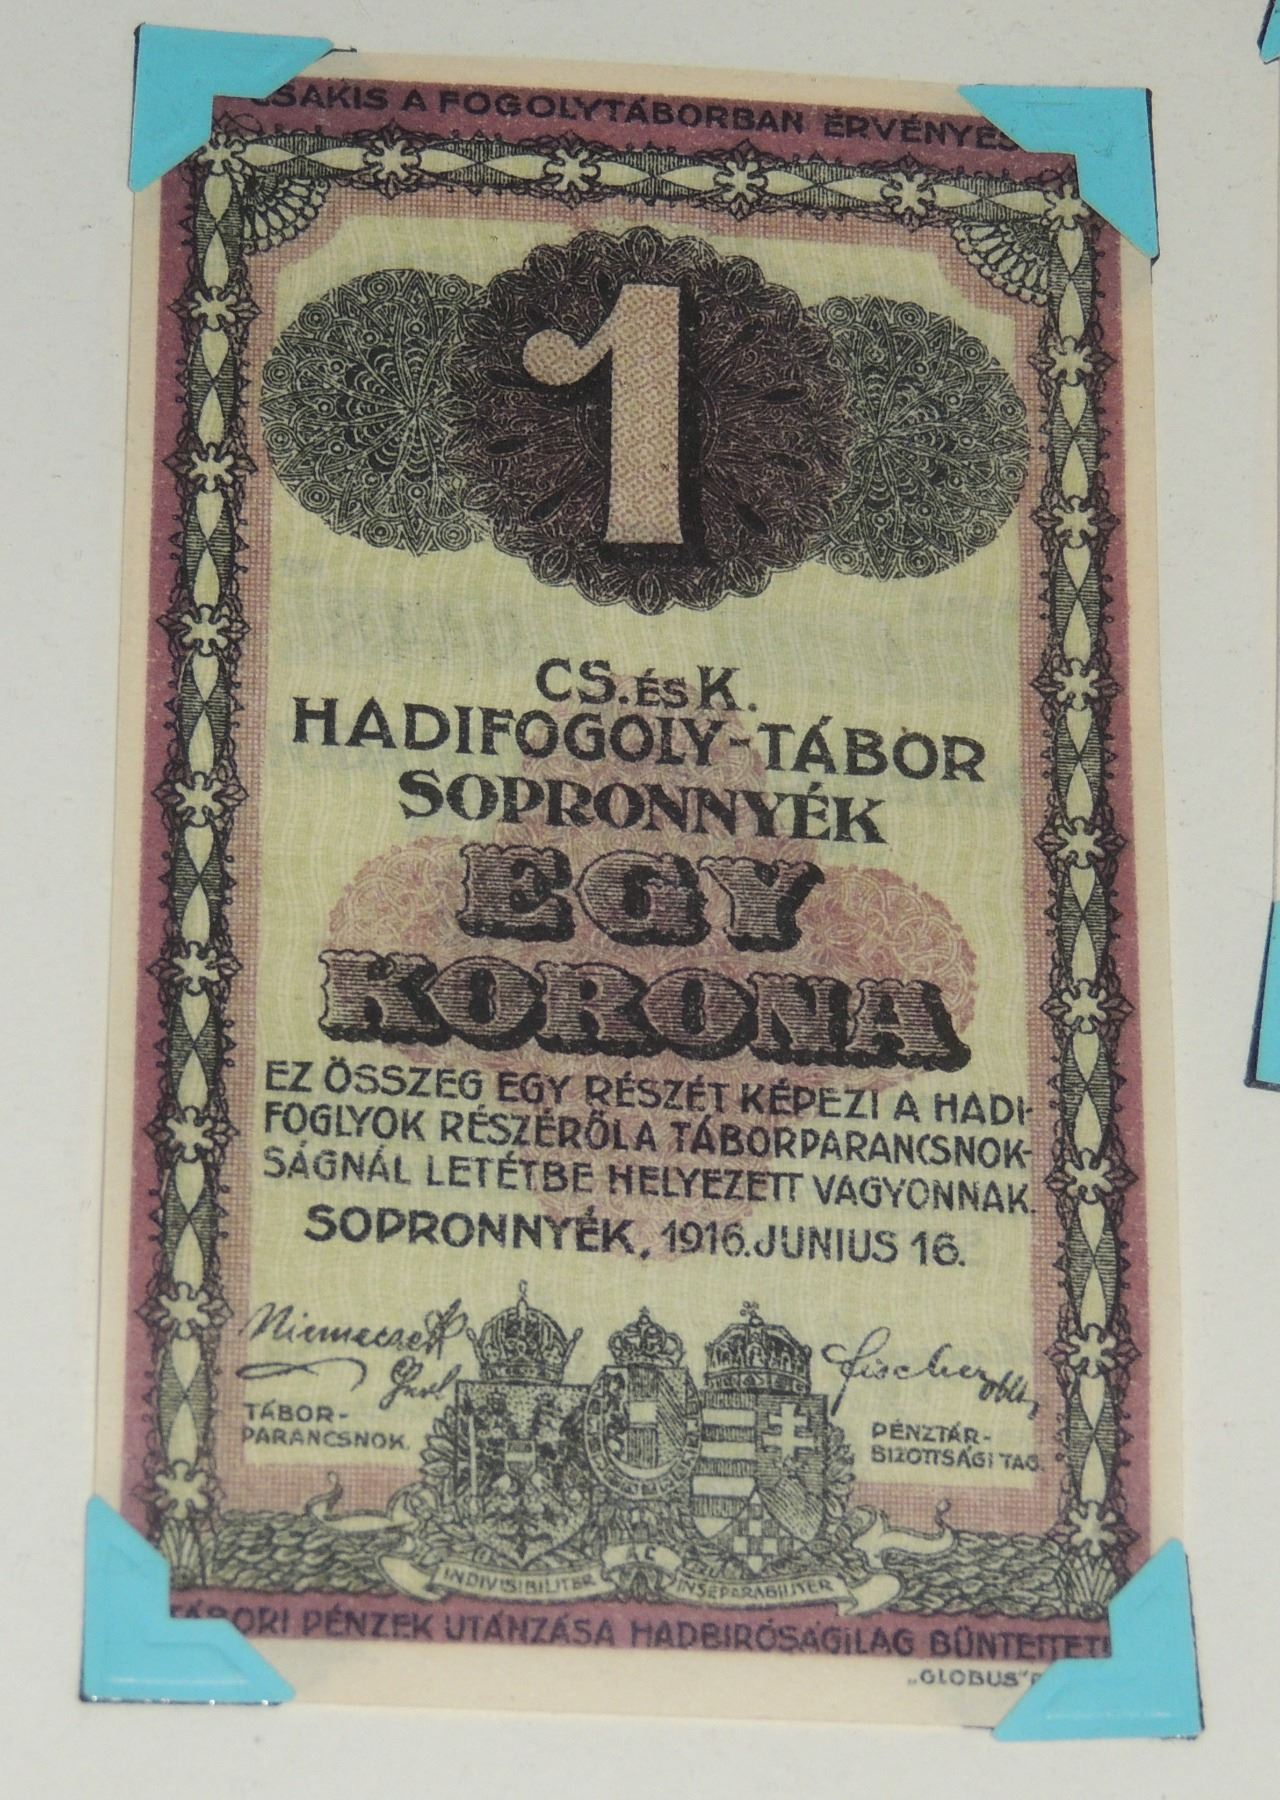 CSAKIS A FOGOLYTÁBORBAN ÉRVÉNYES
1
CS. ÉS K.
HADIFOGOLY-TÁBOR
SOPRONNYÉK
EGY
KORONA
EZ ÖSSZEG EGY RÉSZÉT KÉPEZI A HADI-
FOGLYOK RÉSZÉRŐL A TÁBORPARANCSNOK-
SÁGNÁL LETÉTBE HELYEZETT VAGYONNAK.
SOPRONNYÉK, 1916. JUNIUS 16.
Fischer
TÁBOR-
PARANCSNOK.
PÉNZTÁR-
BIZOTTSÁGI TAG.
INDIVISIBILITER AC INSEPARABILITER
TÁBORI PÉNZEK UTÁNZÁSA HADBIRÓSÁGILAG BÜNTETTETIK
„GLOBUS"